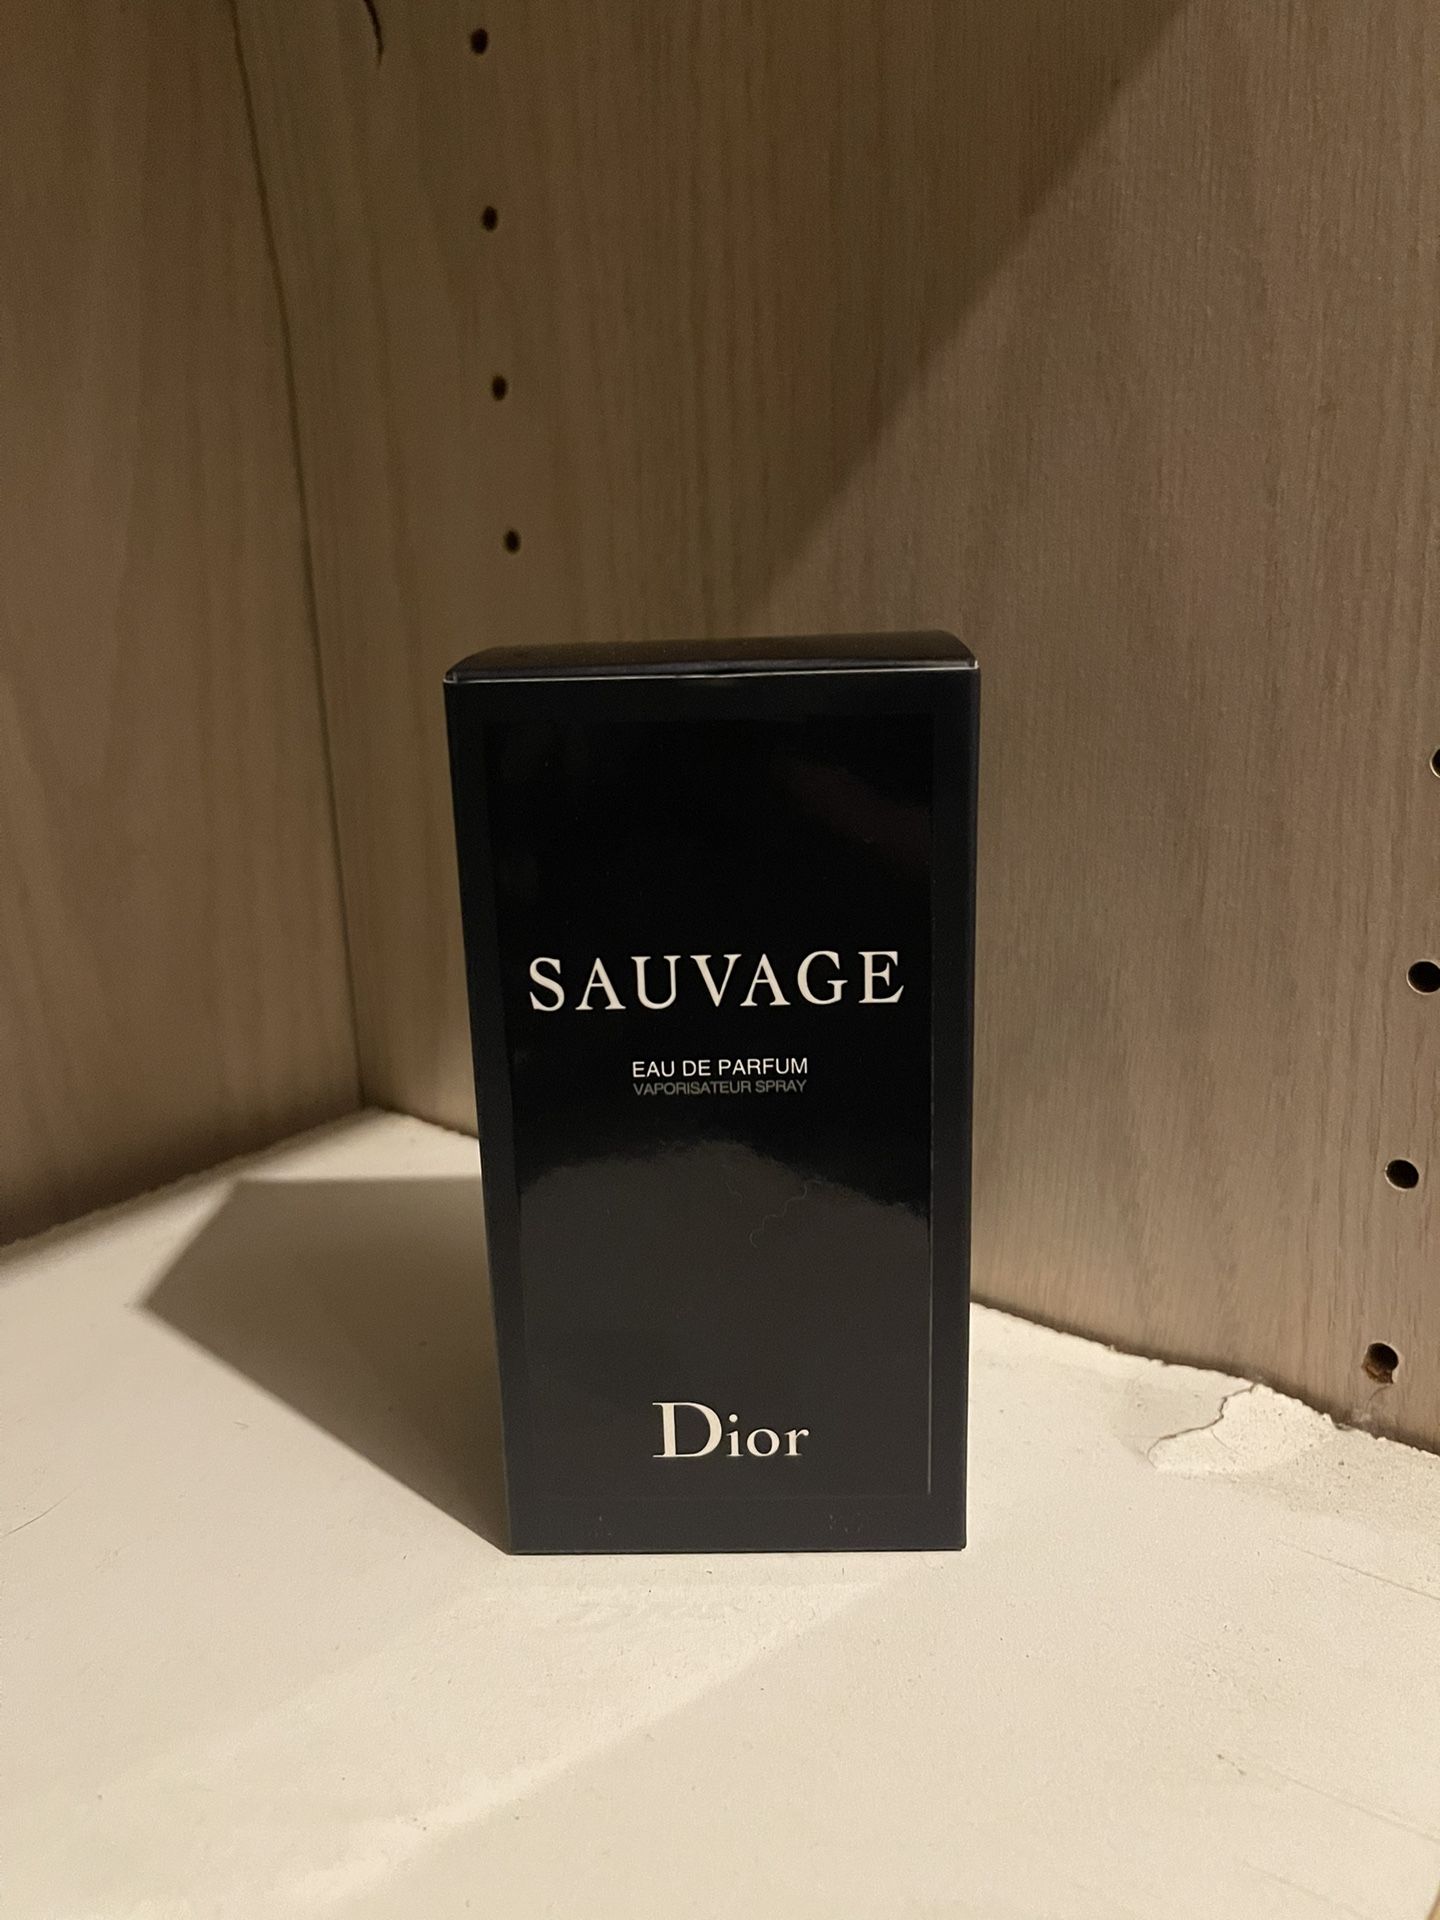 SAUVAGE
EAU DE PARFUM
VAPORISATEUR SPRAY
Dior